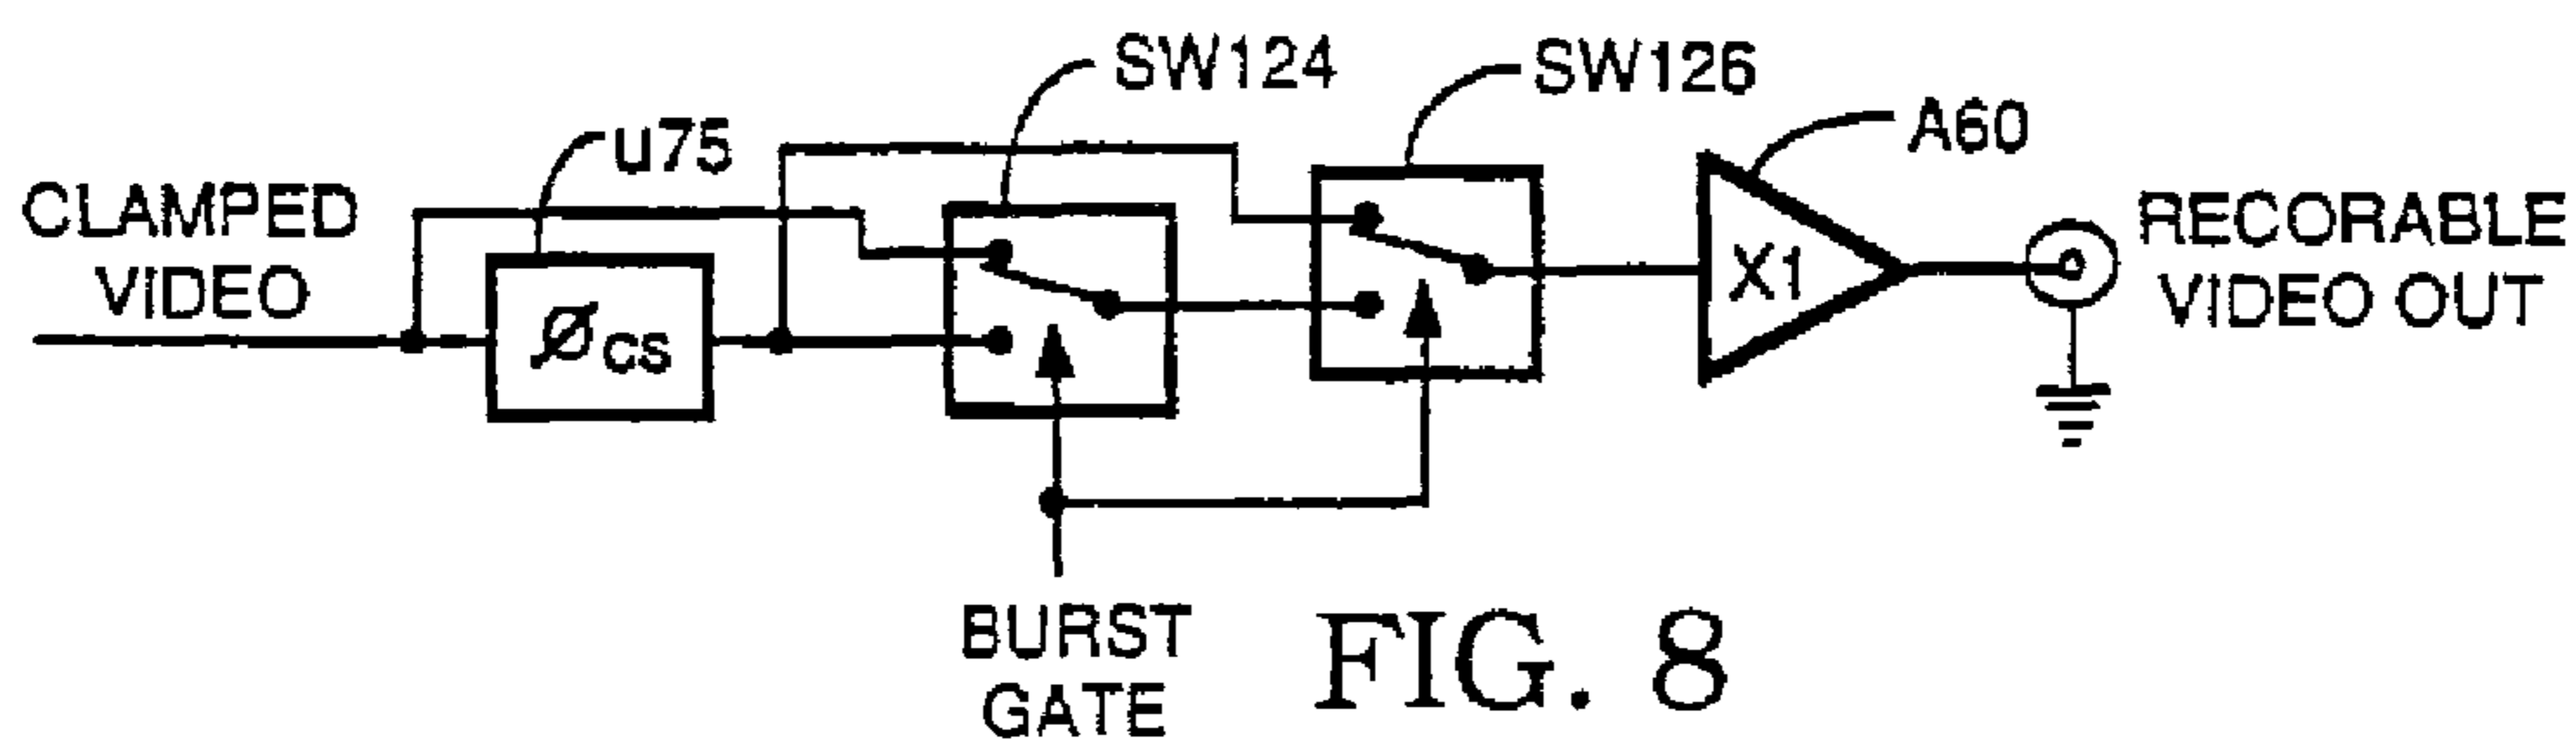 SW124
SW126
u75
A60
CLAMPED
VIDEO
Øcs
X1
RECORABLE
VIDEO OUT
BURST
GATE
FIG. 8